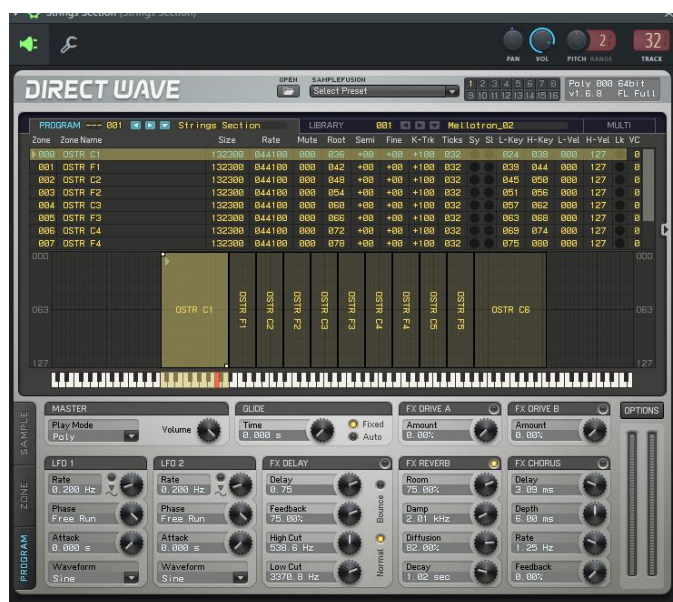 Strings Section (Strings Section)
PAN VOL PITCH RANGE 2 32 TRACK
DIRECT WAVE
OPEN SAMPLEFUSION
Select Preset
1 2 3 4 5 6 7 8
9 10 11 12 13 14 15 16
Poly 000 64bit
v1.6.8 FL Full
PROGRAM --- 001 Strings Section LIBRARY 001 Mellotron_02 MULTI
Zone Zone Name Size Rate Mute Root Semi Fine K-Trk Ticks Sy Sl L-Key H-Key L-Vel H-Vel Lk VC
000 OSTR C1 132300 044100 000 036 +00 +00 +100 032 024 038 000 127 0
001 OSTR F1 132300 044100 000 042 +00 +00 +100 032 039 044 000 127 0
002 OSTR C2 132300 044100 000 048 +00 +00 +100 032 045 050 000 127 0
003 OSTR F2 132300 044100 000 054 +00 +00 +100 032 051 056 000 127 0
004 OSTR C3 132300 044100 000 060 +00 +00 +100 032 057 062 000 127 0
005 OSTR F3 132300 044100 000 066 +00 +00 +100 032 063 068 000 127 0
006 OSTR C4 132300 044100 000 072 +00 +00 +100 032 069 074 000 127 0
007 OSTR F4 132300 044100 000 078 +00 +00 +100 032 075 080 000 127 0
000 000
063 OSTR C1 OSTR F1 OSTR C2 OSTR F2 OSTR C3 OSTR F3 OSTR C4 OSTR F4 OSTR C5 OSTR F5 OSTR C6 063
127 127
SAMPLE
ZONE
PROGRAM
MASTER GLIDE FX DRIVE A FX DRIVE B OPTIONS
Play Mode Volume Time Fixed Amount Amount
Poly 0.000 s Auto 0.00% 0.00%
LFO 1 LFO 2 FX DELAY FX REVERB FX CHORUS
Rate Rate Delay Room Delay
0.200 Hz 0.200 Hz 0.75 75.00% 3.09 ms
Phase Phase Feedback Bounce Damp Depth
Free Run Free Run 75.00% 2.01 kHz 6.00 ms
Attack Attack High Cut Diffusion Rate
0.000 s 0.000 s 538.6 Hz 82.00% 1.25 Hz
Waveform Waveform Low Cut Normal Decay Feedback
Sine Sine 3370.8 Hz 1.02 sec 0.00%